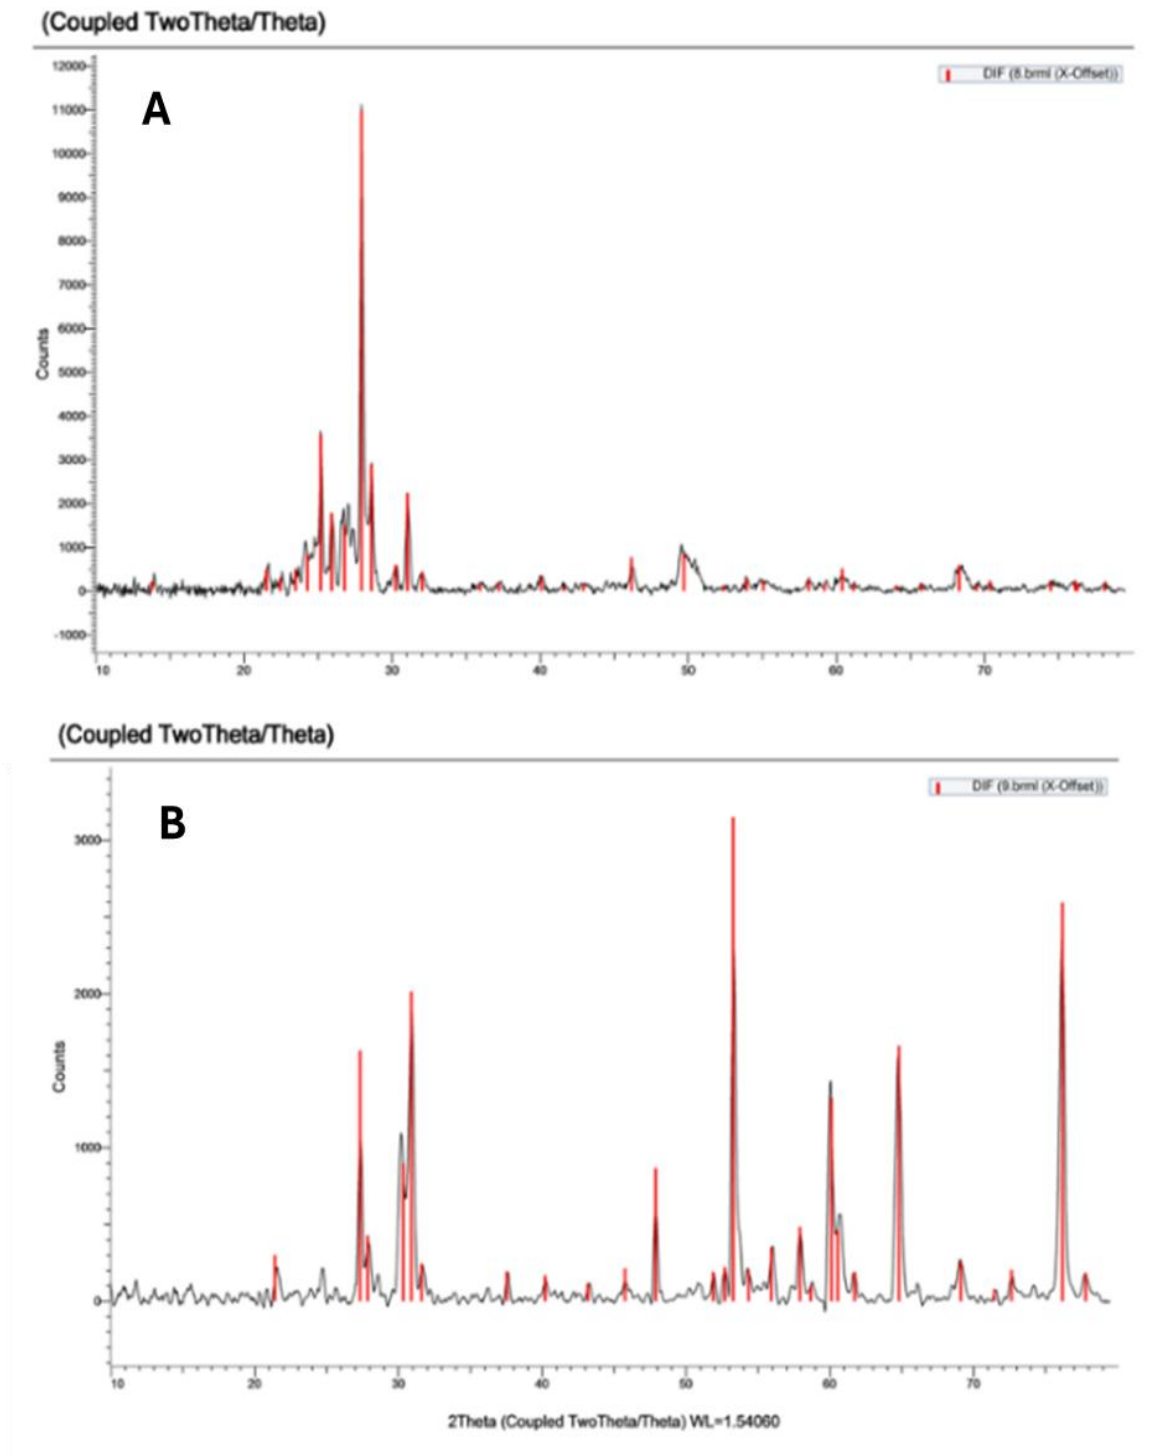 (Coupled TwoTheta/Theta)
DIF (8.brml (X-Offset))
A
12000
11000
10000
9000
8000
7000
6000
5000
4000
3000
2000
1000
0
-1000
Counts
10 20 30 40 50 60 70
(Coupled TwoTheta/Theta)
DIF (9.brml (X-Offset))
B
3000
2000
1000
0
Counts
10 20 30 40 50 60 70
2Theta (Coupled TwoTheta/Theta) WL=1.54060